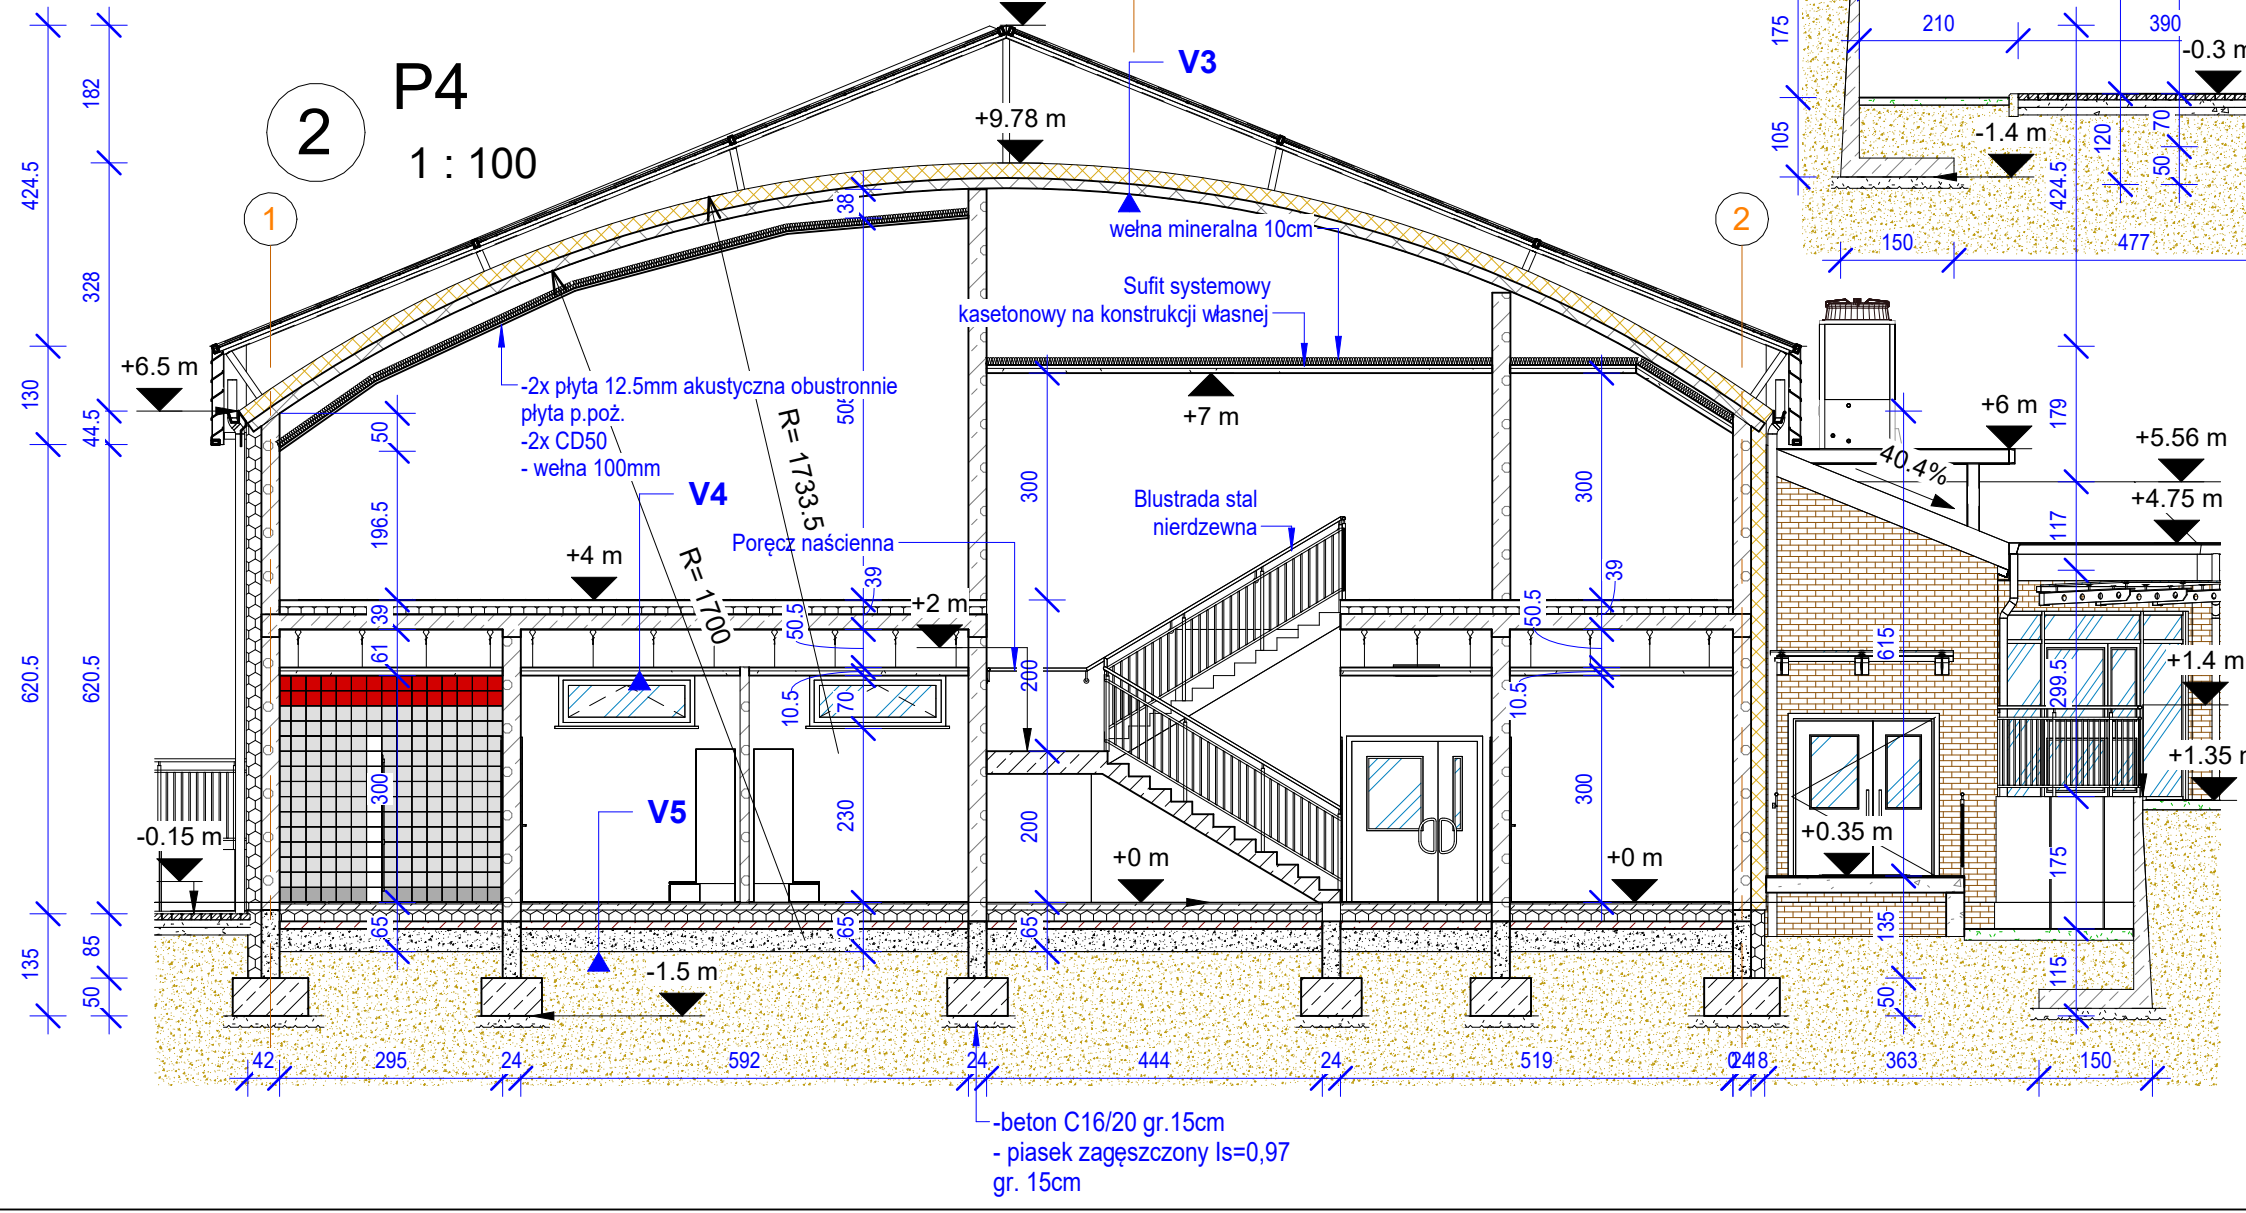 P4
2
1 : 100
V3
+9.78 m
1
2
wełna mineralna 10cm
Sufit systemowy
kasetonowy na konstrukcji własnej
+6.5 m
+7 m
-2x płyta 12.5mm akustyczna obustronnie
płyta p.poż.
-2x CD50
- wełna 100mm
R= 1733.5
R= 1700
V4
Poręcz naścienna
Blustrada stal
nierdzewna
+4 m
+2 m
V5
-0.15 m
+0 m
+0 m
-1.5 m
+0.35 m
40.4%
+6 m
+5.56 m
+4.75 m
+1.4 m
+1.35 m
-0.3 m
-1.4 m
210
390
175
105
120
70
50
150
477
424.5
130
620.5
135
182
328
44.5
620.5
85
50
50
196.5
39
61
300
65
38
39
50.5
10.5
70
230
65
300
200
200
65
300
39
50.5
10.5
300
615
135
50
424.5
179
117
299.5
175
115
42
295
24
592
24
444
24
519
363
150
-beton C16/20 gr.15cm
- piasek zagęszczony Is=0,97
gr. 15cm